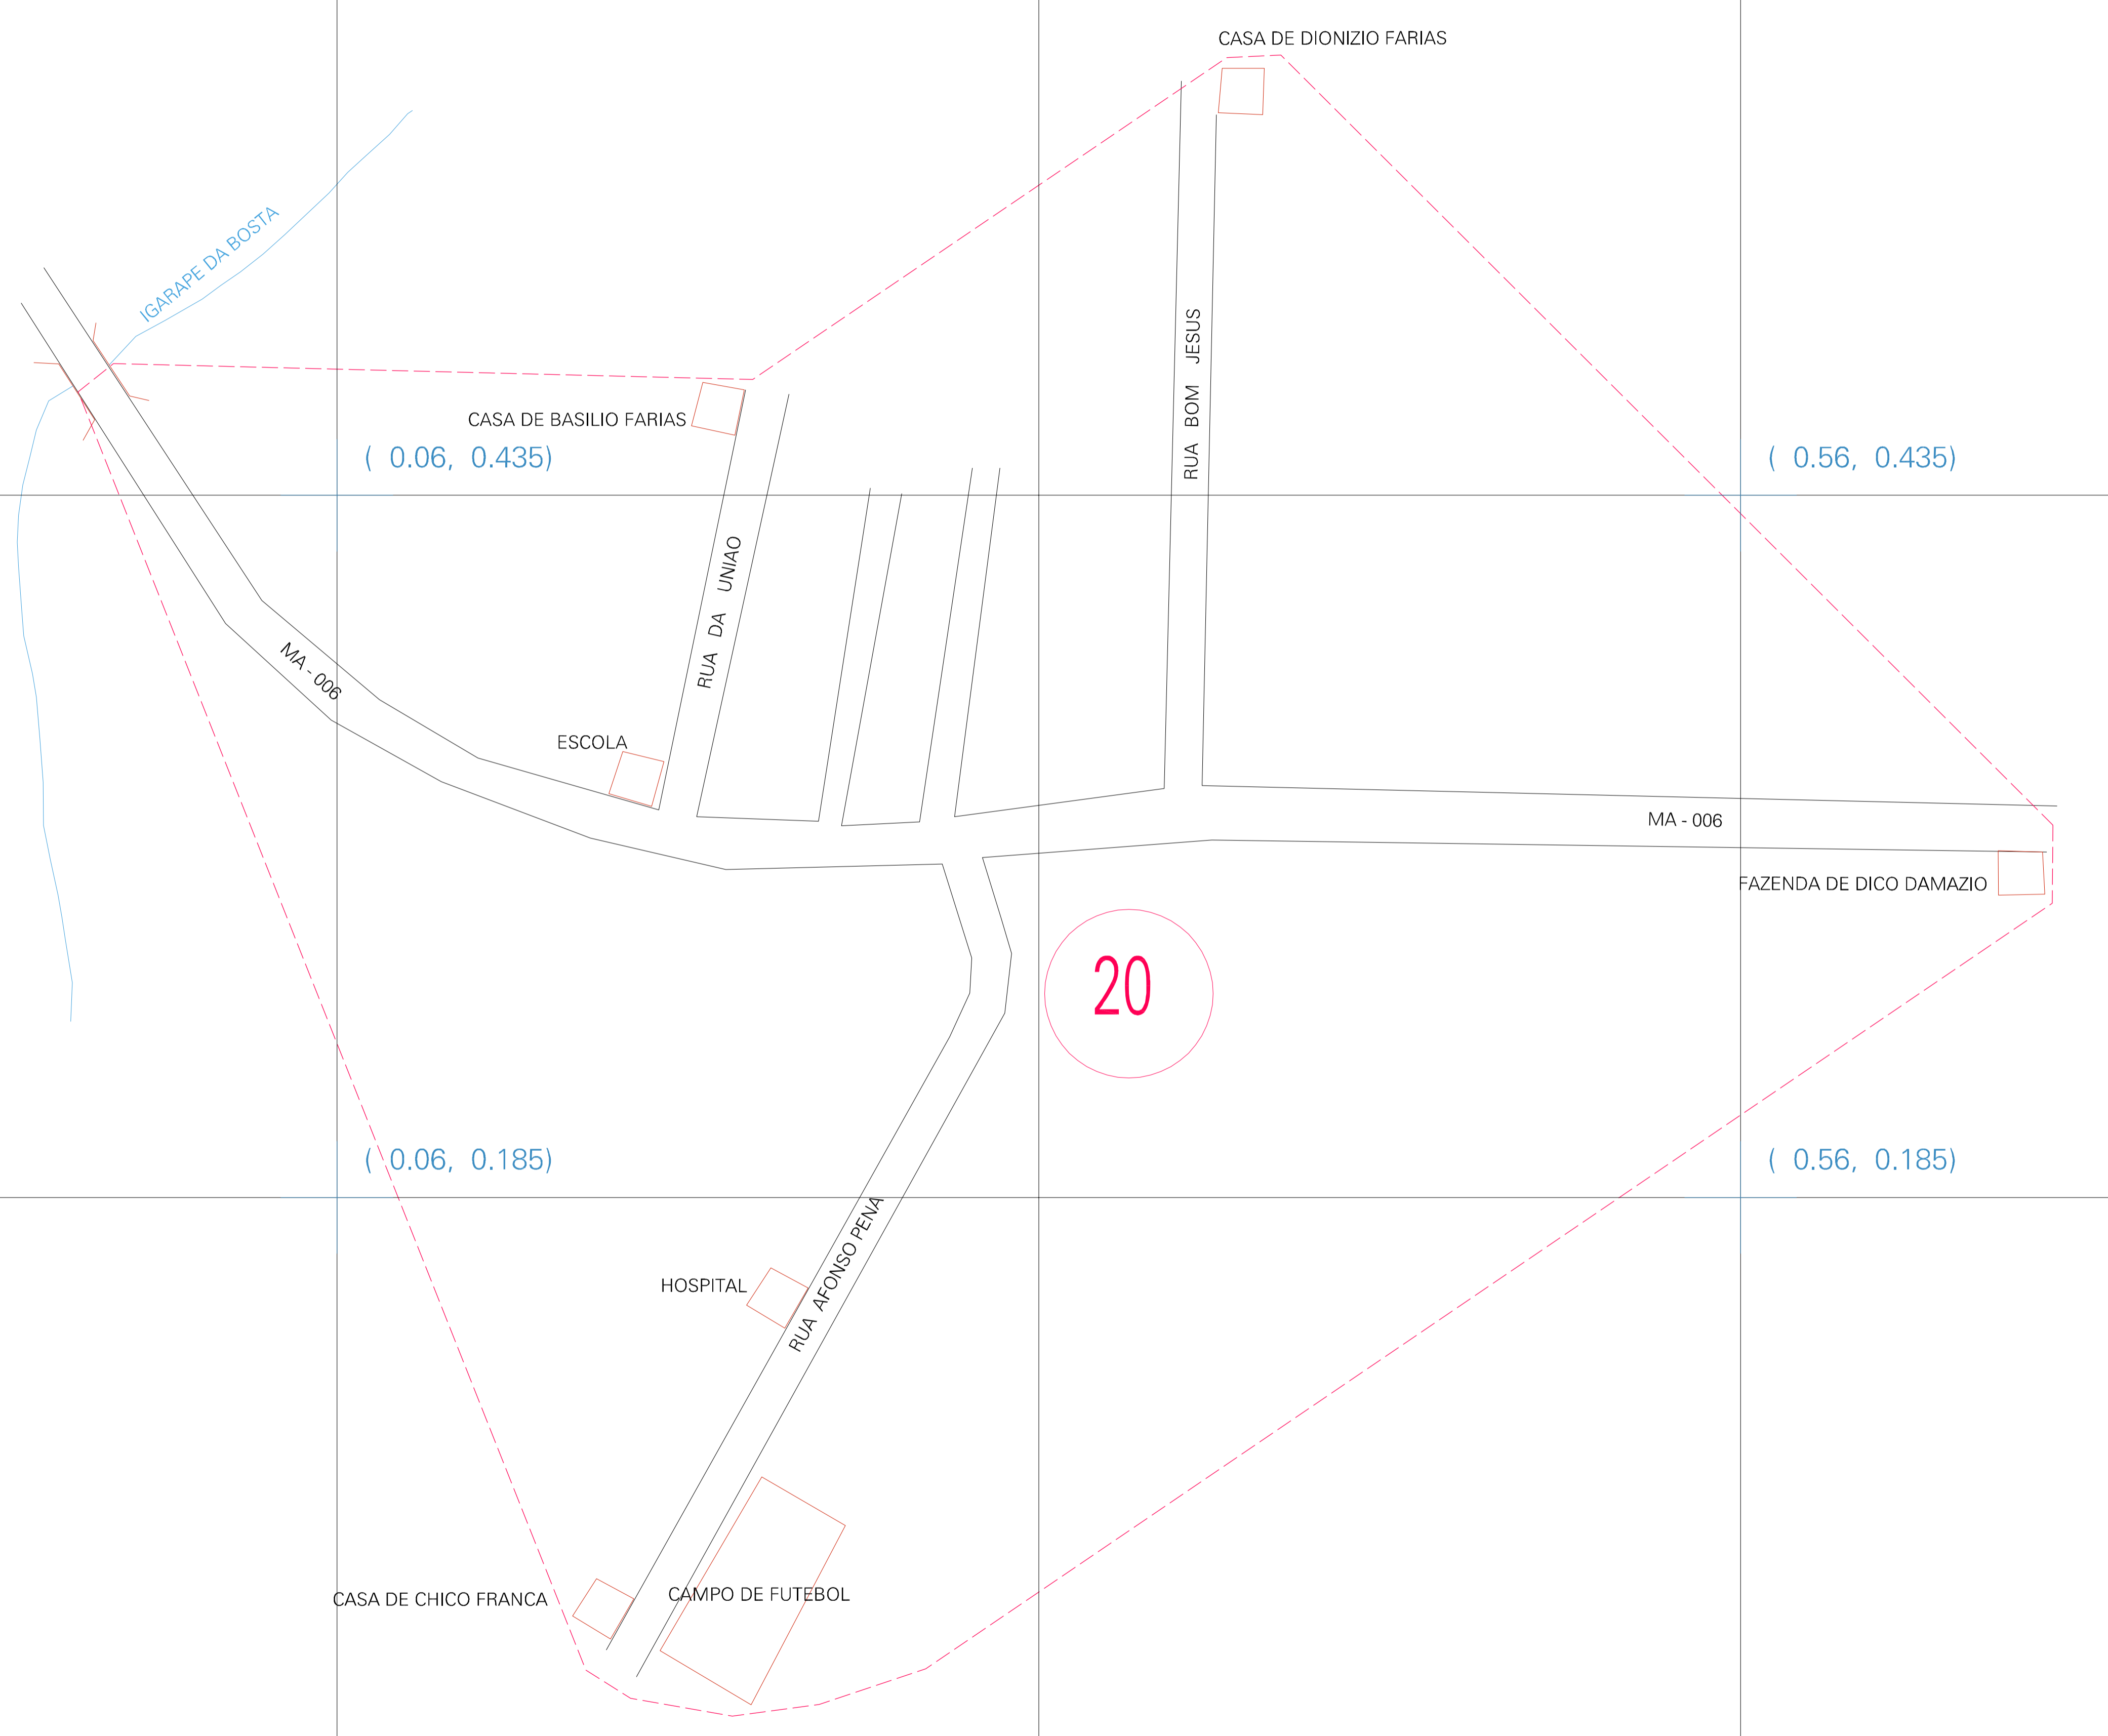 CASA DE DIONIZIO FARIAS
IGARAPE DA BOSTA
RUA BOM JESUS
CASA DE BASILIO FARIAS
( 0.06, 0.435)
( 0.56, 0.435)
RUA DA UNIAO
MA - 006
ESCOLA
MA - 006
FAZENDA DE DICO DAMAZIO
20
( 0.06, 0.185)
( 0.56, 0.185)
RUA AFONSO PENA
HOSPITAL
CAMPO DE FUTEBOL
CASA DE CHICO FRANCA